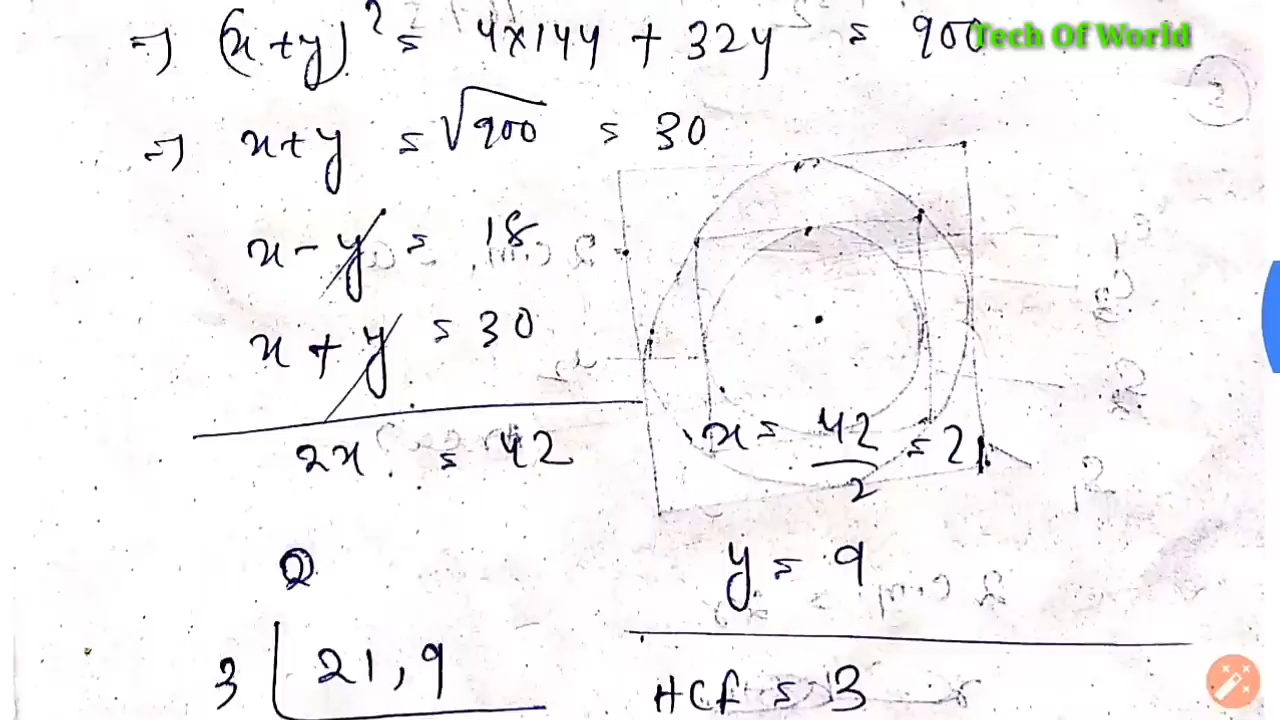 ⇒ (x+y)² = 4×144 + 324 = 900
Tech Of World
⇒ x+y = √900 = 30
x - y = 18
x + y = 30
2x = 42
x = 42/2 = 21
y = 9
3 | 21, 9
HCF = 3